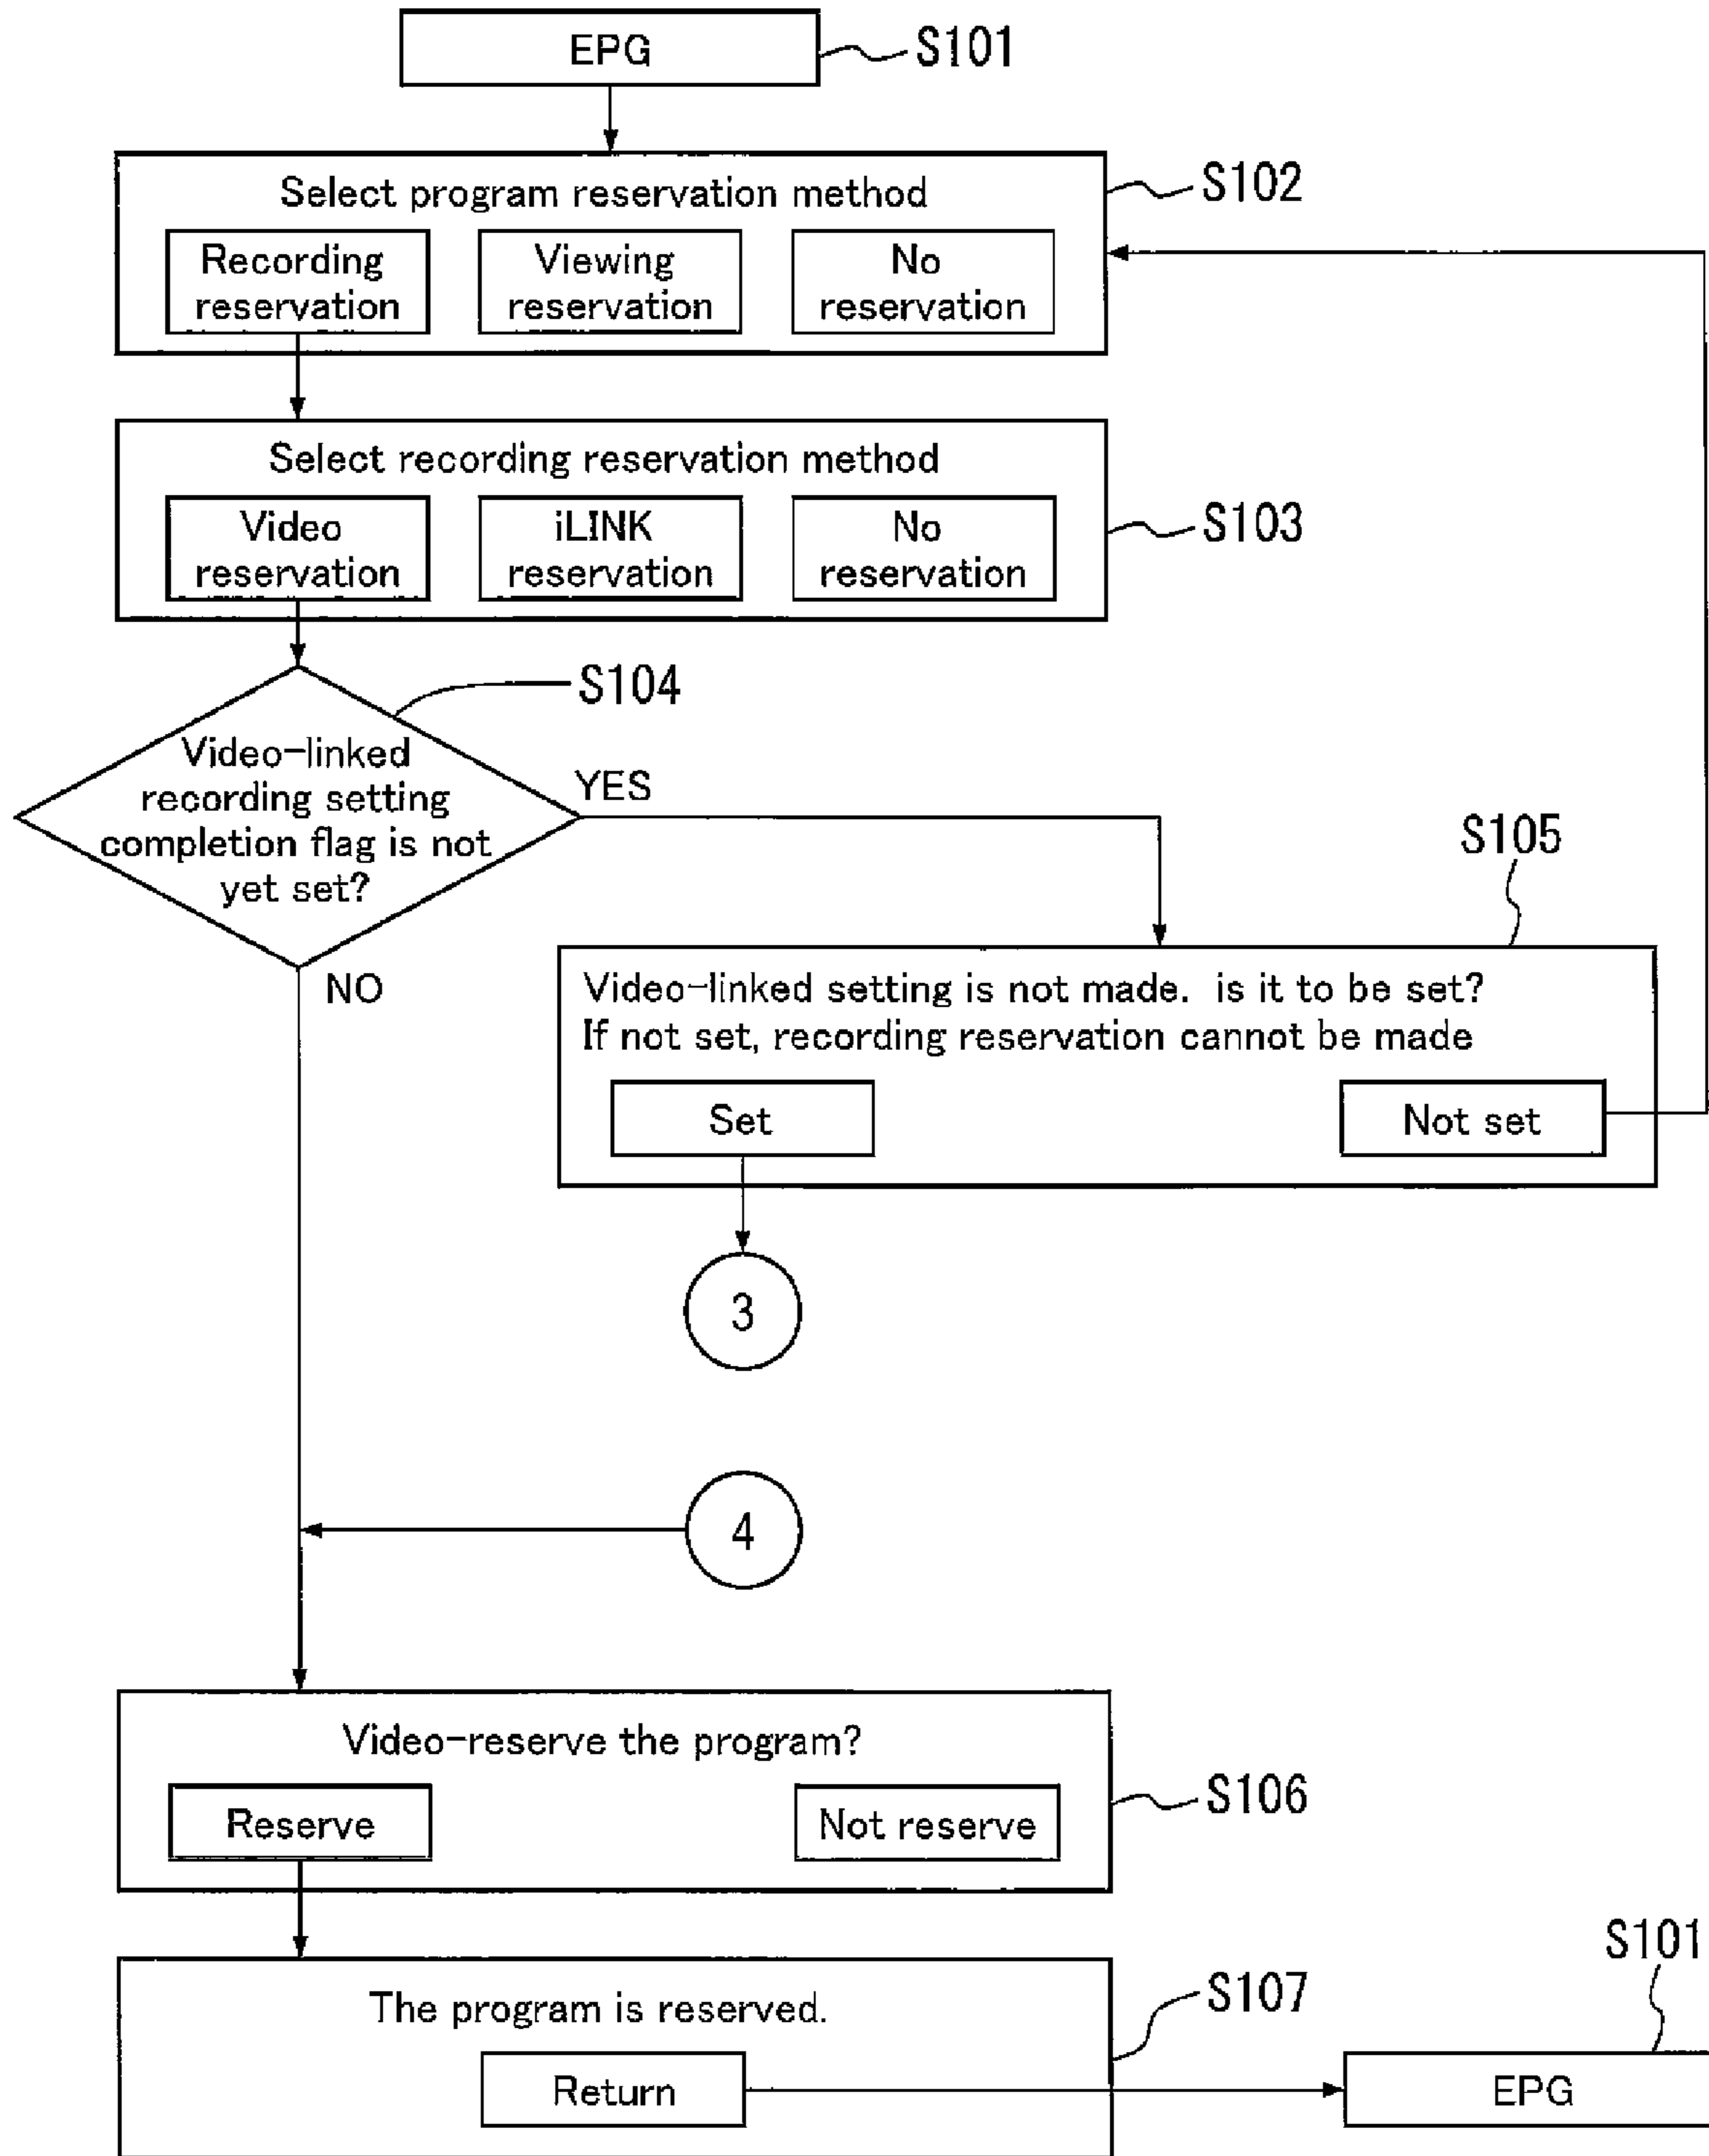 EPG
S101
Select program reservation method
S102
Recording
reservation
Viewing
reservation
No
reservation
Select recording reservation method
S103
Video
reservation
iLINK
reservation
No
reservation
S104
Video-linked
recording setting
completion flag is not
yet set?
YES
NO
S105
Video-linked setting is not made. is it to be set?
If not set, recording reservation cannot be made
Set
Not set
3
4
Video-reserve the program?
S106
Reserve
Not reserve
The program is reserved.
S107
Return
S101
EPG